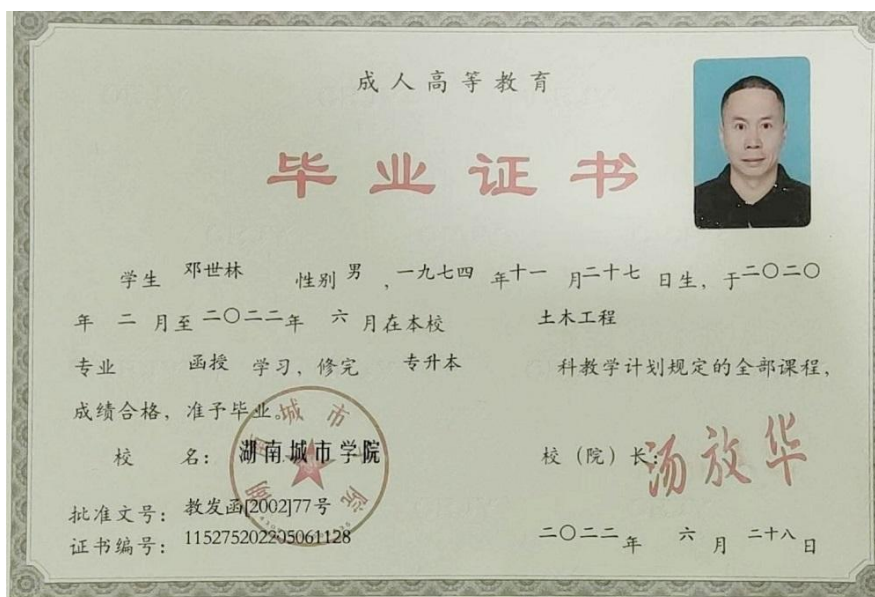 成人高等教育
毕业证书
学生 邓世林 性别 男 ,一九七四 年十一 月二十七 日生, 于二〇二〇
年 二 月至 二〇二二年 六 月在本校 土木工程
专业 函授 学习, 修完 专升本 科教学计划规定的全部课程,
成绩合格, 准予毕业。
校 名: 湖南城市学院 校(院)长: 汤放华
湖南城市学院
批准文号: 教发函[2002]77号
证书编号: 115275202205061128 二〇二二 年 六 月 二十八 日